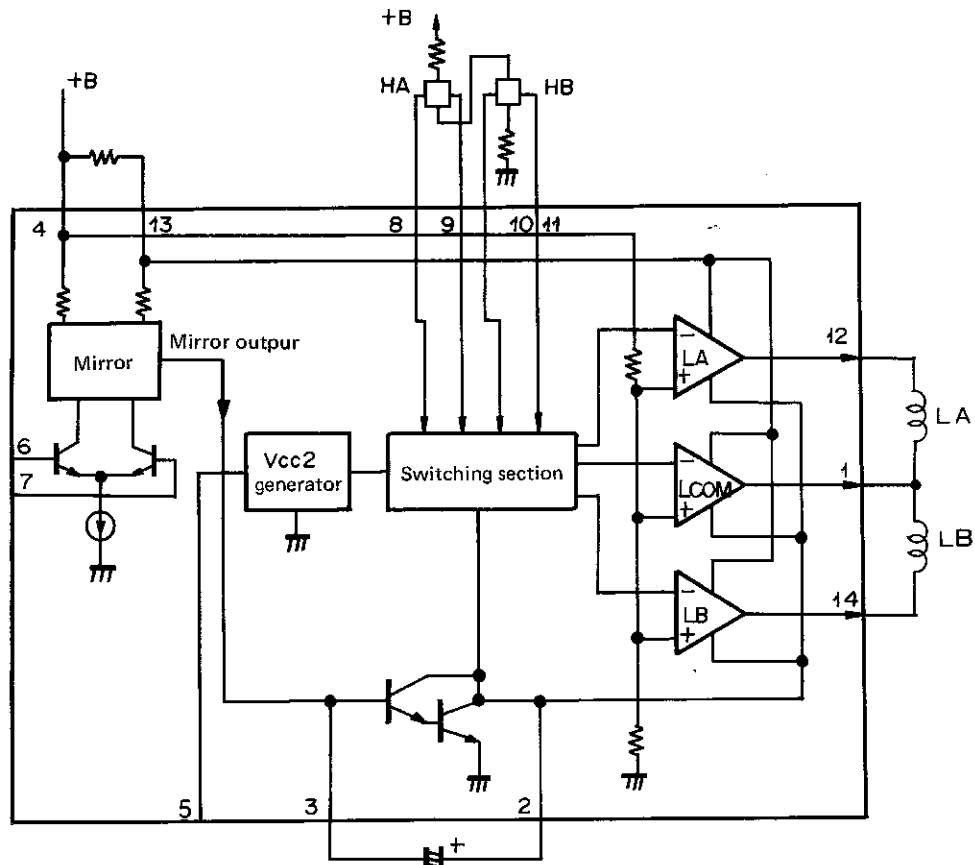 +B
+B
HA
HB
4
13
8
9
10
11
Mirror
Mirror outpur
LA
12
LA
6
7
Vcc2
generator
Switching section
LCOM
1
LB
LB
14
5
3
2
+